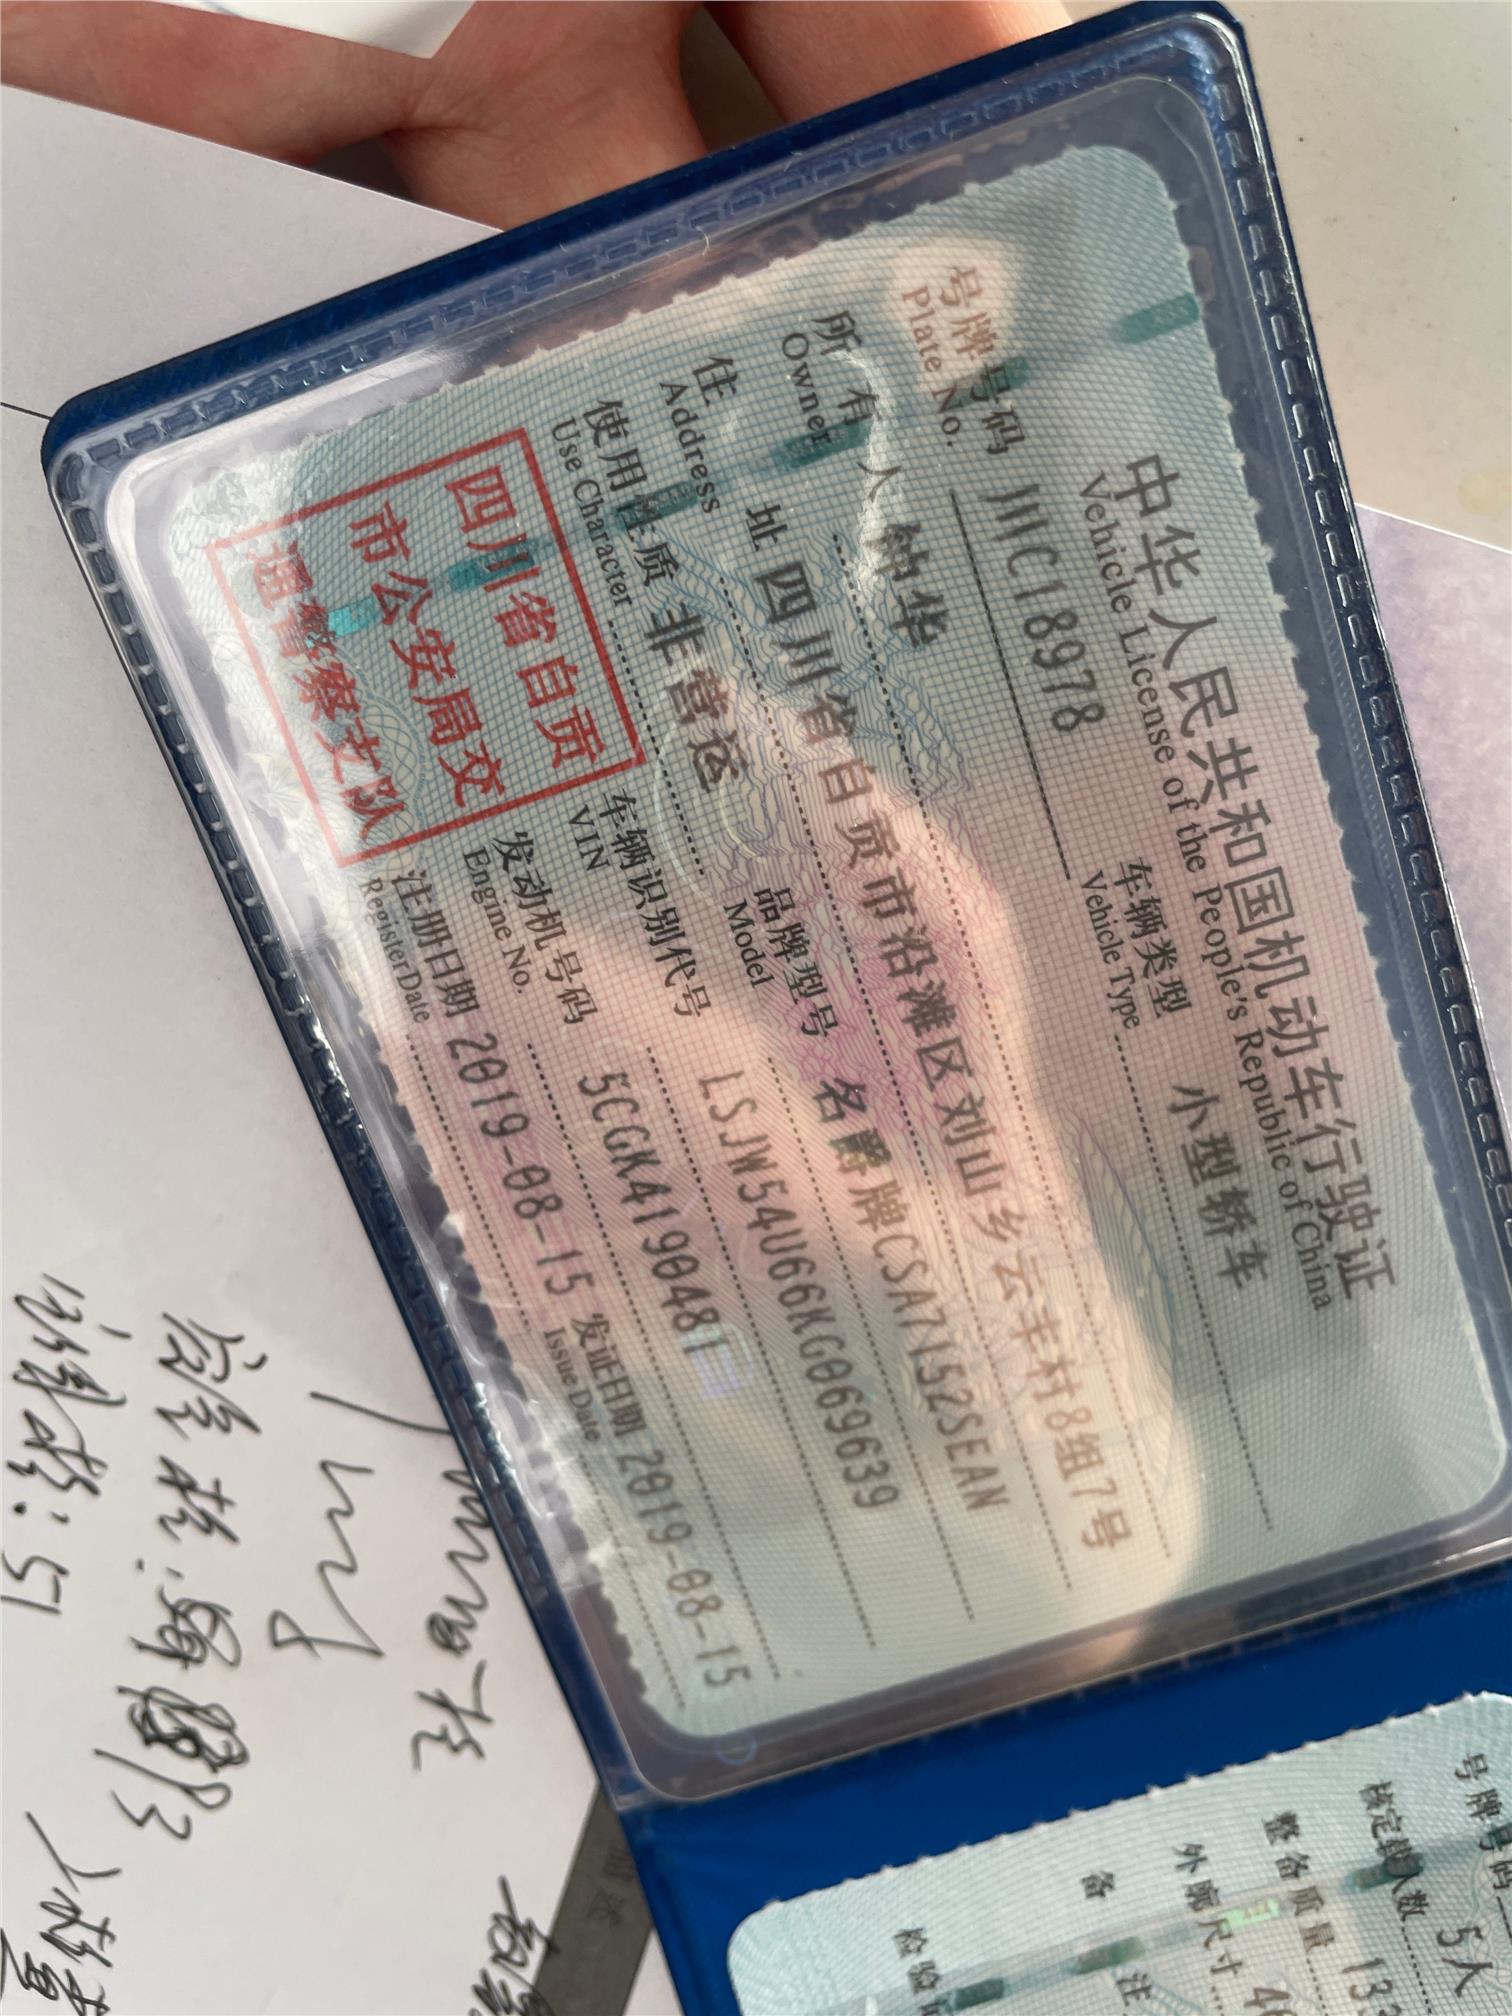 中华人民共和国机动车行驶证
Vehicle License of the People's Republic of China
号牌号码 川C18978 车辆类型 小型轿车
Plate No. Vehicle Type
所有人 钟华
Owner
住址 四川省自贡市沿滩区刘山乡云丰村8组7号
Address
使用性质 非营运 品牌型号 名爵牌CSA7152SEAN
Use Character Model
四川省自贡
市公安局交
通警察支队
车辆识别代号 LSJW54U66KG069639
VIN
发动机号码 5CGK4190481
Engine No.
注册日期 2019-08-15 发证日期 2019-08-15
Register Date Issue Date
号牌号码
核定载人数 5人
整备质量 13
外廓尺寸 46
备注
检验